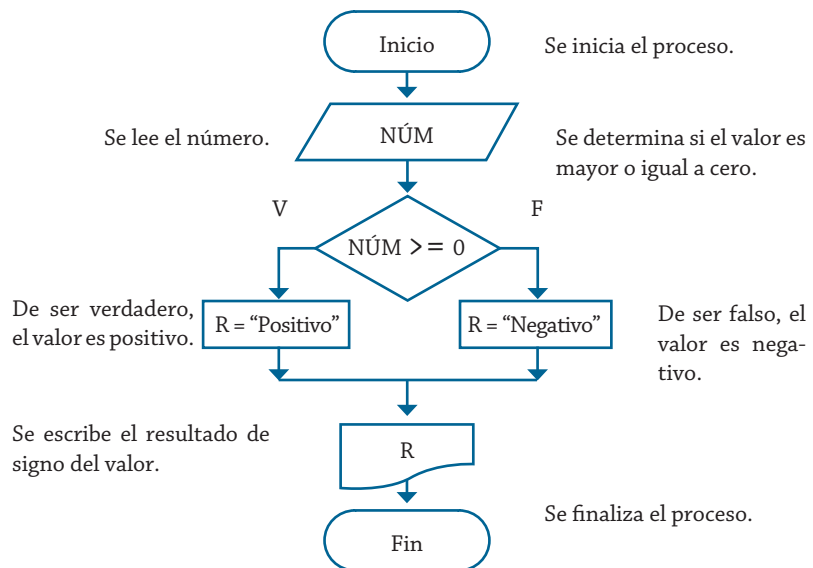 Inicio
Se inicia el proceso.
Se lee el número.
NÚM
Se determina si el valor es
mayor o igual a cero.
V
F
NÚM >= 0
De ser verdadero,
el valor es positivo.
R = “Positivo”
R = “Negativo”
De ser falso, el
valor es nega-
tivo.
Se escribe el resultado de
signo del valor.
R
Se finaliza el proceso.
Fin